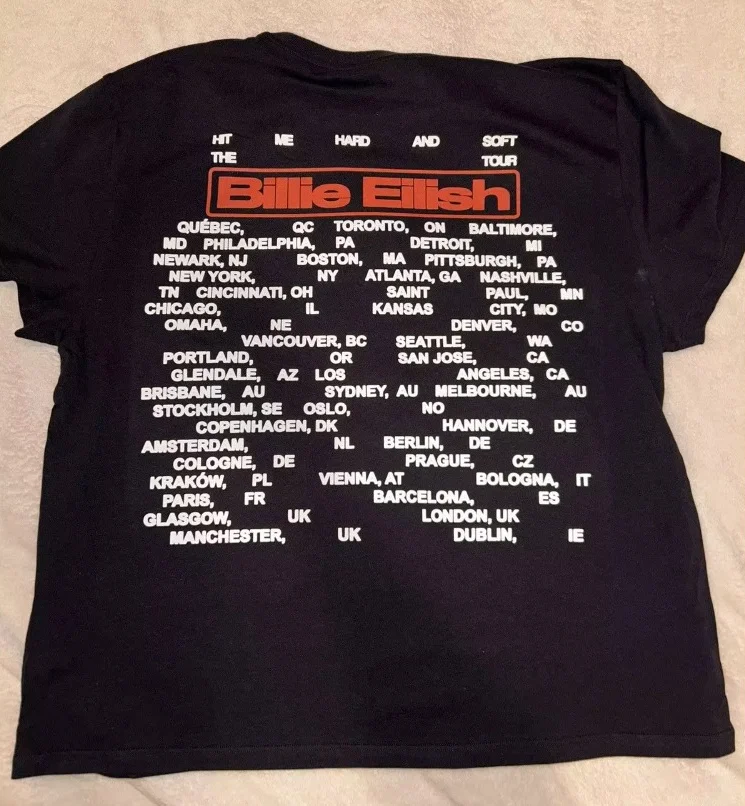 HIT ME HARD AND SOFT
THE TOUR
Billie Eilish
QUÉBEC, QC TORONTO, ON BALTIMORE,
MD PHILADELPHIA, PA DETROIT, MI
NEWARK, NJ BOSTON, MA PITTSBURGH, PA
NEW YORK, NY ATLANTA, GA NASHVILLE,
TN CINCINNATI, OH SAINT PAUL, MN
CHICAGO, IL KANSAS CITY, MO
OMAHA, NE DENVER, CO
VANCOUVER, BC SEATTLE, WA
PORTLAND, OR SAN JOSE, CA
GLENDALE, AZ LOS ANGELES, CA
BRISBANE, AU SYDNEY, AU MELBOURNE, AU
STOCKHOLM, SE OSLO, NO
COPENHAGEN, DK HANNOVER, DE
AMSTERDAM, NL BERLIN, DE
COLOGNE, DE PRAGUE, CZ
KRAKÓW, PL VIENNA, AT BOLOGNA, IT
PARIS, FR BARCELONA, ES
GLASGOW, UK LONDON, UK
MANCHESTER, UK DUBLIN, IE